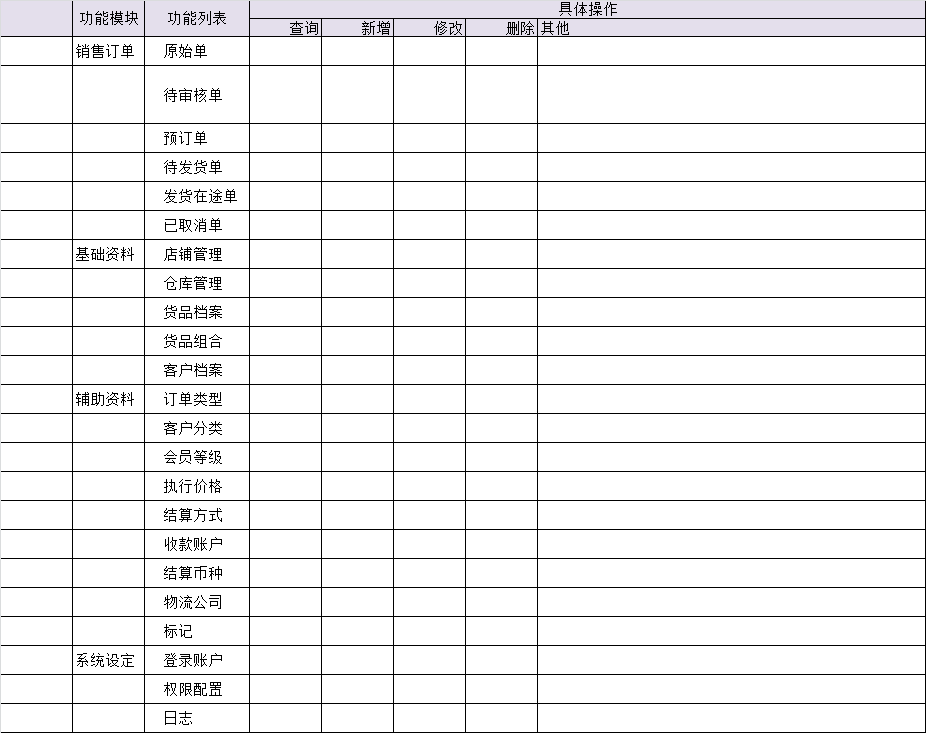 功能模块 功能列表 具体操作
查询 新增 修改 删除 其他
销售订单 原始单
待审核单
预订单
待发货单
发货在途单
已取消单
基础资料 店铺管理
仓库管理
货品档案
货品组合
客户档案
辅助资料 订单类型
客户分类
会员等级
执行价格
结算方式
收款账户
结算币种
物流公司
标记
系统设定 登录账户
权限配置
日志